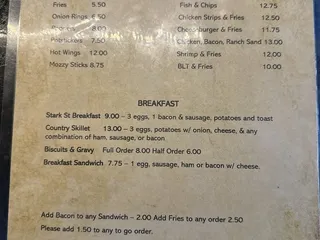 Fries 5.50 Fish & Chips 12.75
Onion Rings 6.50 Chicken Strips & Fries 12.50
8.00 Cheeseburger & Fries 11.75
7.50 Chicken, Bacon, Ranch Sand 13.00
Hot Wings 12.00 Shrimp & Fries 12.00
Mozzy Sticks 8.75 BLT & Fries 10.00
BREAKFAST
Stark St Breakfast 9.00 – 3 eggs, 1 bacon & sausage, potatoes and toast
Country Skillet 13.00 – 3 eggs, potatoes w/ onion, cheese, & any
combination of ham, sausage, or bacon
Biscuits & Gravy Full Order 8.00 Half Order 6.00
Breakfast Sandwich 7.75 – 1 egg, sausage, ham or bacon w/ cheese.
Add Bacon to any Sandwich – 2.00 Add Fries to any order 2.50
Please add 1.50 to any to go order.